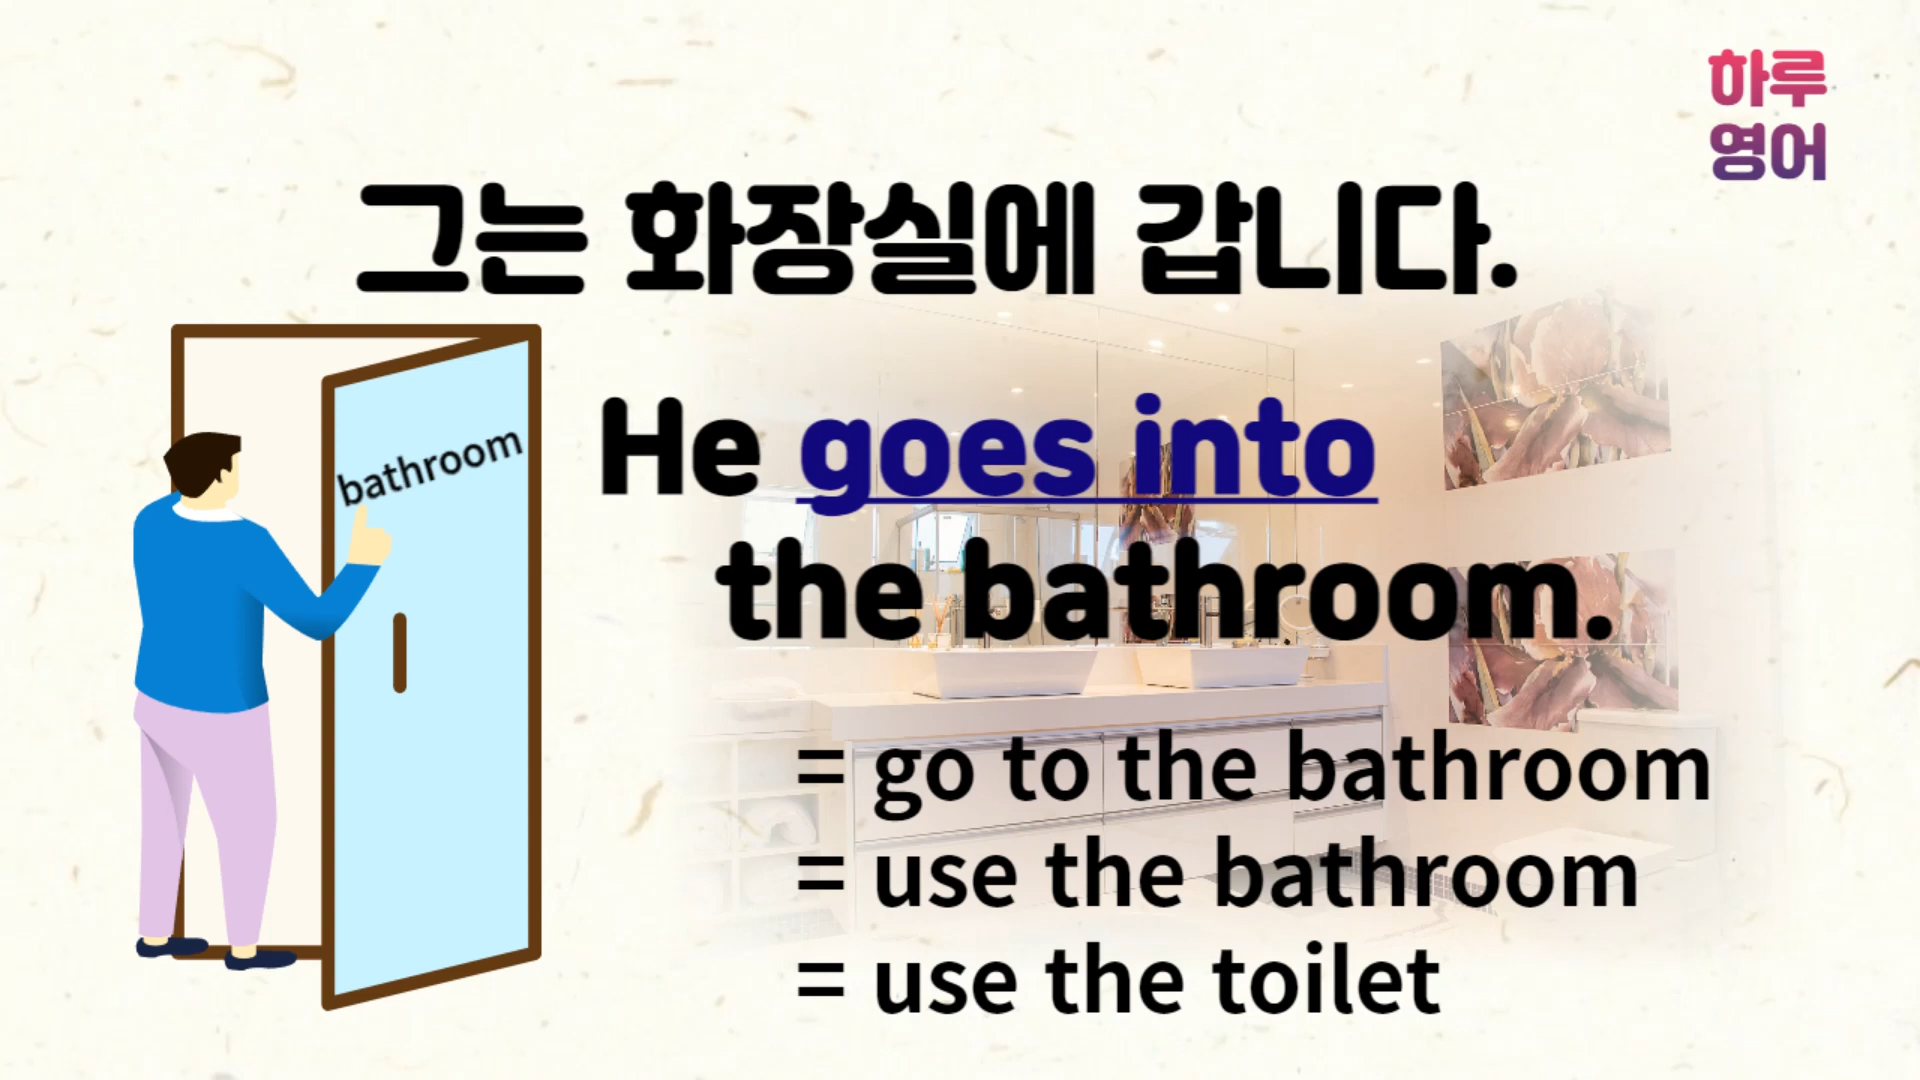 하루
영어
그는 화장실에 갑니다.
bathroom
He goes into
the bathroom.
= go to the bathroom
= use the bathroom
= use the toilet